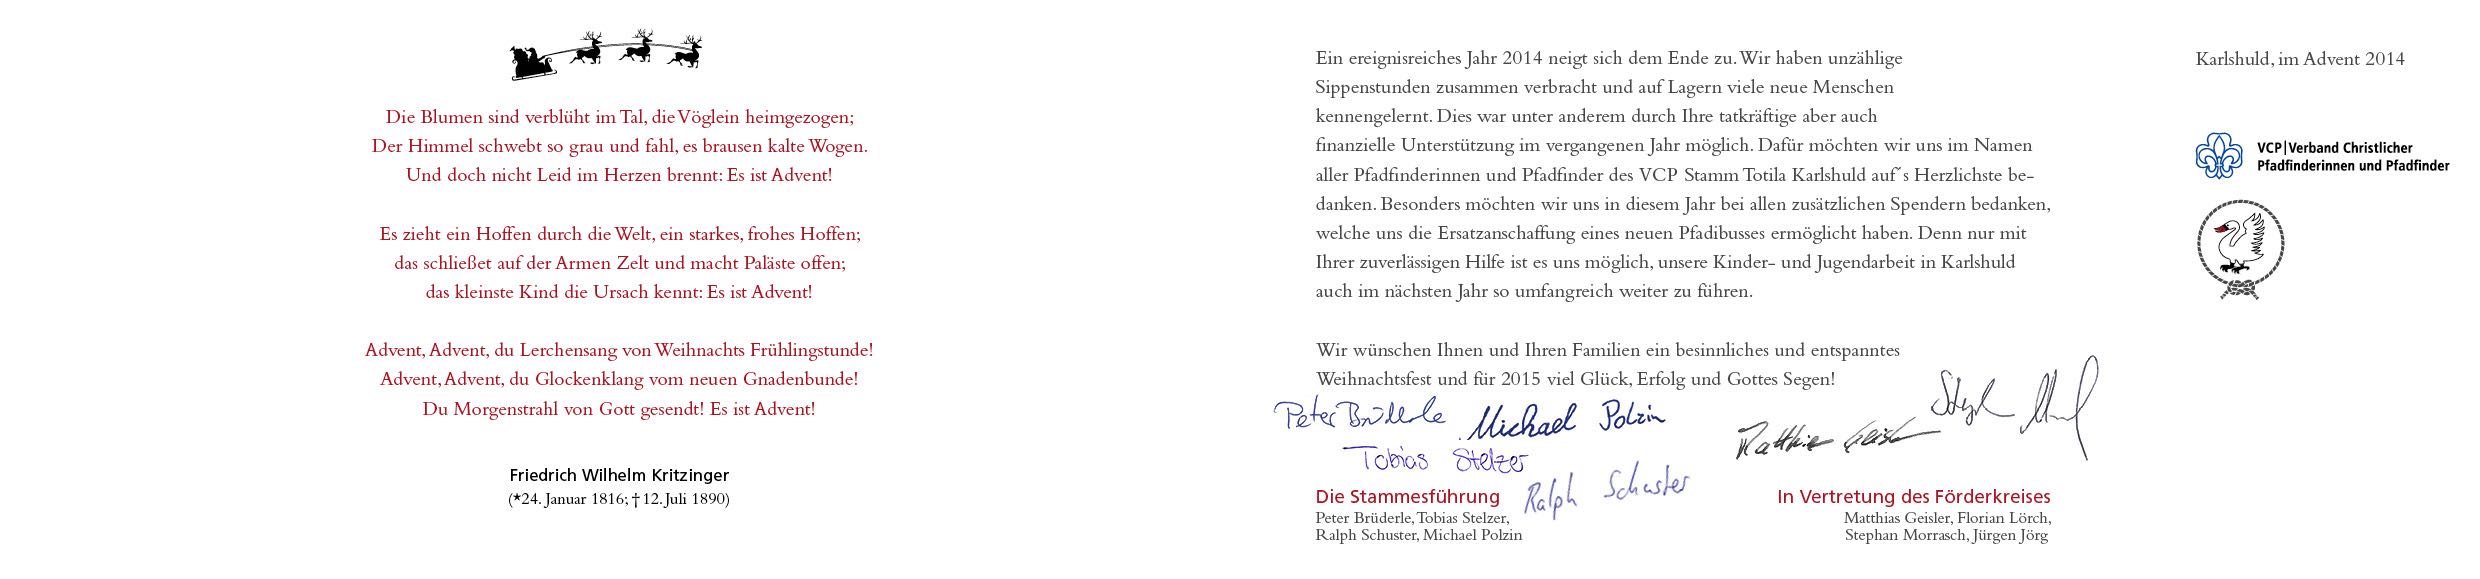 Die Blumen sind verblüht im Tal, die Vöglein heimgezogen;
Der Himmel schwebt so grau und fahl, es brausen kalte Wogen.
Und doch nicht Leid im Herzen brennt: Es ist Advent!
Es zieht ein Hoffen durch die Welt, ein starkes, frohes Hoffen;
das schließet auf der Armen Zelt und macht Paläste offen;
das kleinste Kind die Ursach kennt: Es ist Advent!
Advent, Advent, du Lerchensang von Weihnachts Frühlingstunde!
Advent, Advent, du Glockenklang vom neuen Gnadenbunde!
Du Morgenstrahl von Gott gesendt! Es ist Advent!
Friedrich Wilhelm Kritzinger
(*24. Januar 1816; † 12. Juli 1890)
Ein ereignisreiches Jahr 2014 neigt sich dem Ende zu. Wir haben unzählige
Sippenstunden zusammen verbracht und auf Lagern viele neue Menschen
kennengelernt. Dies war unter anderem durch Ihre tatkräftige aber auch
finanzielle Unterstützung im vergangenen Jahr möglich. Dafür möchten wir uns im Namen
aller Pfadfinderinnen und Pfadfinder des VCP Stamm Totila Karlshuld auf´s Herzlichste be-
danken. Besonders möchten wir uns in diesem Jahr bei allen zusätzlichen Spendern bedanken,
welche uns die Ersatzanschaffung eines neuen Pfadibusses ermöglicht haben. Denn nur mit
Ihrer zuverlässigen Hilfe ist es uns möglich, unsere Kinder- und Jugendarbeit in Karlshuld
auch im nächsten Jahr so umfangreich weiter zu führen.
Wir wünschen Ihnen und Ihren Familien ein besinnliches und entspanntes
Weihnachtsfest und für 2015 viel Glück, Erfolg und Gottes Segen!
Peter Brüderle Michael Polzin
Tobias Stelzer
Ralph Schuster
Matthias Geisler
Die Stammesführung
Peter Brüderle, Tobias Stelzer,
Ralph Schuster, Michael Polzin
In Vertretung des Förderkreises
Matthias Geisler, Florian Lörch,
Stephan Morrasch, Jürgen Jörg
Karlshuld, im Advent 2014
VCP | Verband Christlicher
Pfadfinderinnen und Pfadfinder